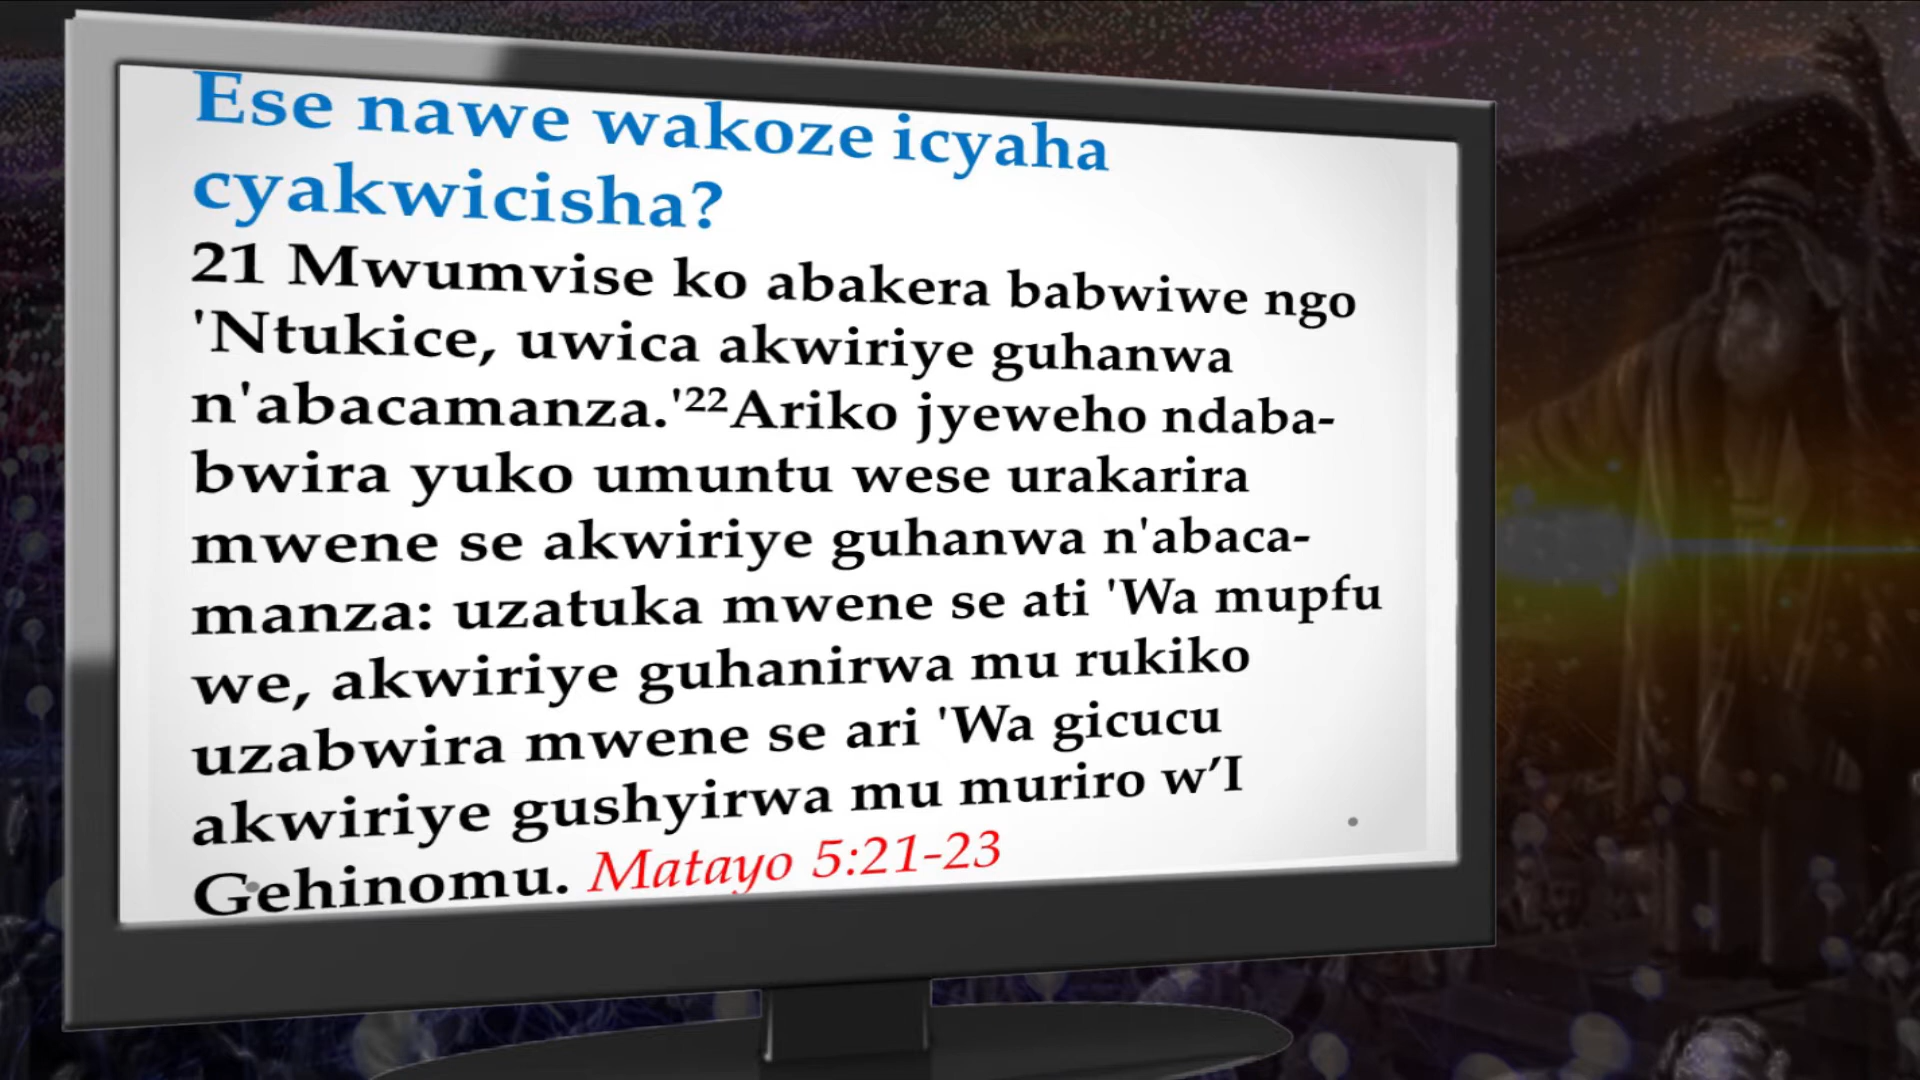 Ese nawe wakoze icyaha
cyakwicisha?
21 Mwumvise ko abakera babwiwe ngo
'Ntukice, uwica akwiriye guhanwa
n'abacamanza.'²²Ariko jyeweho ndaba-
bwira yuko umuntu wese urakarira
mwene se akwiriye guhanwa n'abaca-
manza: uzatuka mwene se ati 'Wa mupfu
we, akwiriye guhanirwa mu rukiko
uzabwira mwene se ari 'Wa gicucu
akwiriye gushyirwa mu muriro w’I
Gehinomu. Matayo 5:21-23